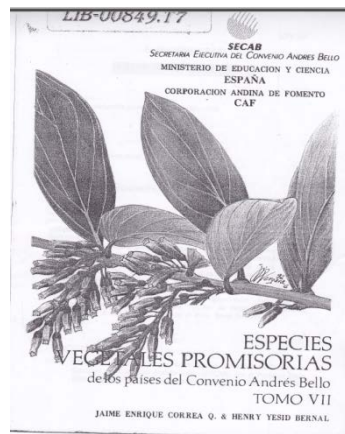 LIB-00849.T7
SECAB
SECRETARIA EJECUTIVA DEL CONVENIO ANDRES BELLO
MINISTERIO DE EDUCACION Y CIENCIA
ESPAÑA
CORPORACION ANDINA DE FOMENTO
CAF
ESPECIES
VEGETALES PROMISORIAS
de los países del Convenio Andrés Bello
TOMO VII
JAIME ENRIQUE CORREA Q. & HENRY YESID BERNAL